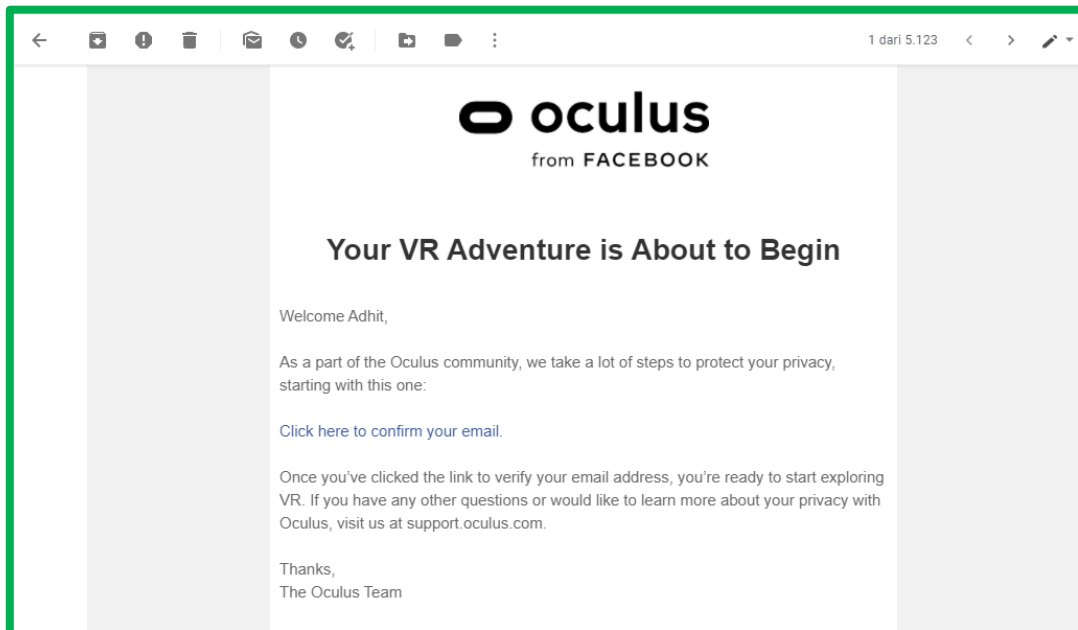 1 dari 5.123
oculus
from FACEBOOK
Your VR Adventure is About to Begin
Welcome Adhit,
As a part of the Oculus community, we take a lot of steps to protect your privacy,
starting with this one:
Click here to confirm your email.
Once you’ve clicked the link to verify your email address, you’re ready to start exploring
VR. If you have any other questions or would like to learn more about your privacy with
Oculus, visit us at support.oculus.com.
Thanks,
The Oculus Team